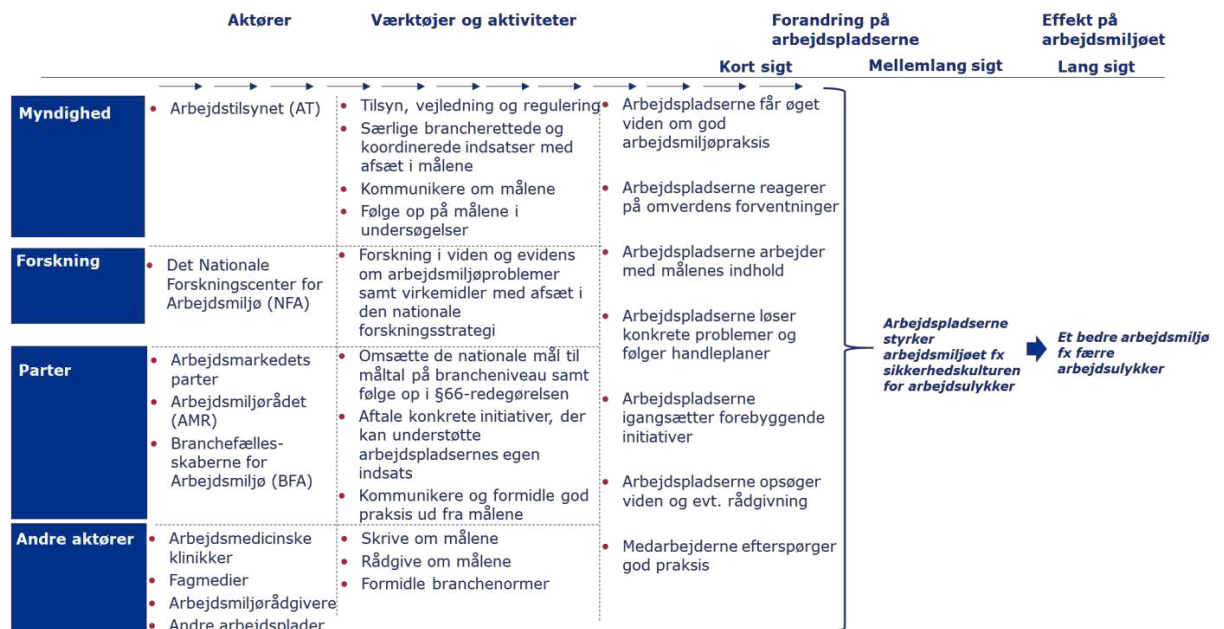 Aktører
Værktøjer og aktiviteter
Forandring på
arbejdspladserne
Effekt på
arbejdsmiljøet
Kort sigt
Mellemlang sigt
Lang sigt
Myndighed
• Arbejdstilsynet (AT)
• Tilsyn, vejledning og regulering
• Særlige brancherettede og
koordinerede indsatser med
afsæt i målene
• Kommunikere om målene
• Følge op på målene i
undersøgelser
Forskning
• Det Nationale
Forskningscenter for
Arbejdsmiljø (NFA)
• Forskning i viden og evidens
om arbejdsmiljøproblemer
samt virkemidler med afsæt i
den nationale
forskningsstrategi
Parter
• Arbejdsmarkedets
parter
• Arbejdsmiljørådet
(AMR)
• Branchefælles-
skaberne for
Arbejdsmiljø (BFA)
• Omsætte de nationale mål til
måltal på brancheniveau samt
følge op i §66-redegørelsen
• Aftale konkrete initiativer, der
kan understøtte
arbejdspladsernes egen
indsats
• Kommunikere og formidle god
praksis ud fra målene
Andre aktører
• Arbejdsmedicinske
klinikker
• Fagmedier
• Arbejdsmiljørådgivere
• Andre arbejdsplader
• Skrive om målene
• Rådgive om målene
• Formidle branchenormer
• Arbejdspladserne får øget
viden om god
arbejdsmiljøpraksis
• Arbejdspladserne reagerer
på omverdens forventninger
• Arbejdspladserne arbejder
med målenes indhold
• Arbejdspladserne løser
konkrete problemer og
følger handleplaner
• Arbejdspladserne
igangsætter forebyggende
initiativer
• Arbejdspladserne opsøger
viden og evt. rådgivning
• Medarbejderne efterspørger
god praksis
Arbejdspladserne
styrker
arbejdsmiljøet fx
sikkerhedskulturen
for arbejdsulykker
Et bedre arbejdsmiljø
fx færre
arbejdsulykker